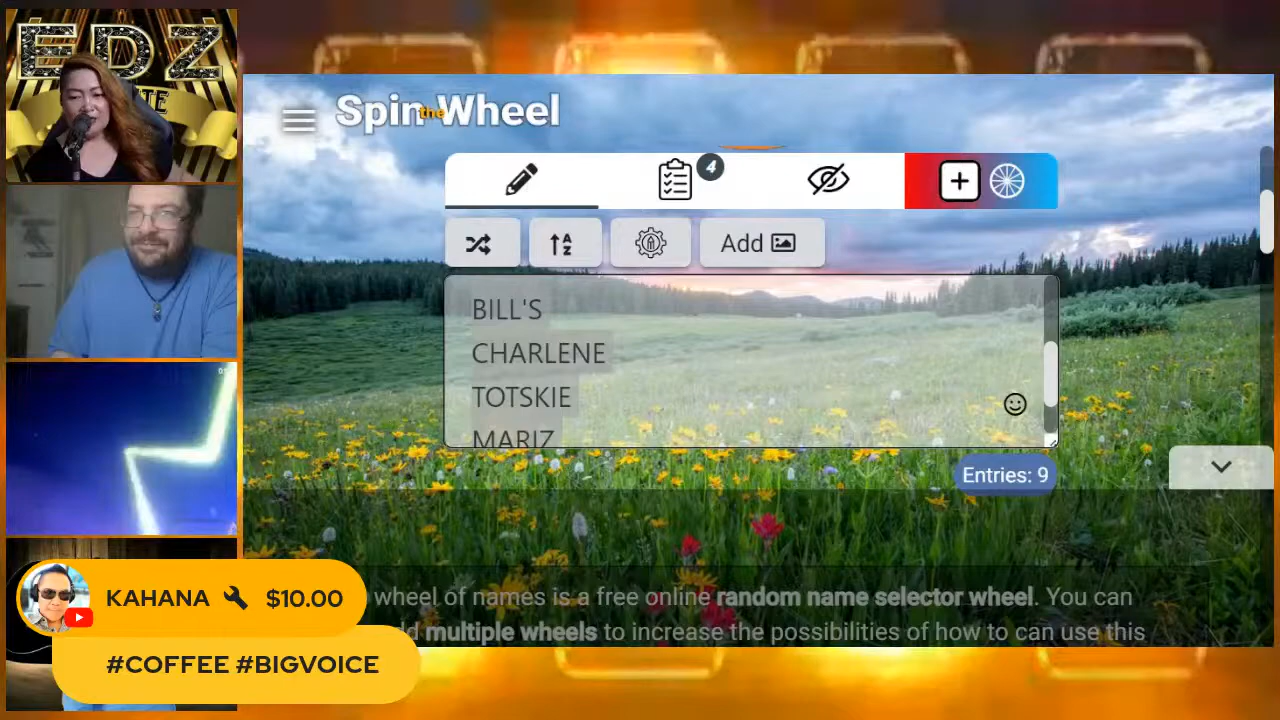 EDZ
Spin the Wheel
4
Add
BILL'S
CHARLENE
TOTSKIE
MARIZ
Entries: 9
wheel of names is a free online random name selector wheel. You can
multiple wheels to increase the possibilities of how to can use this
KAHANA $10.00
#COFFEE #BIGVOICE